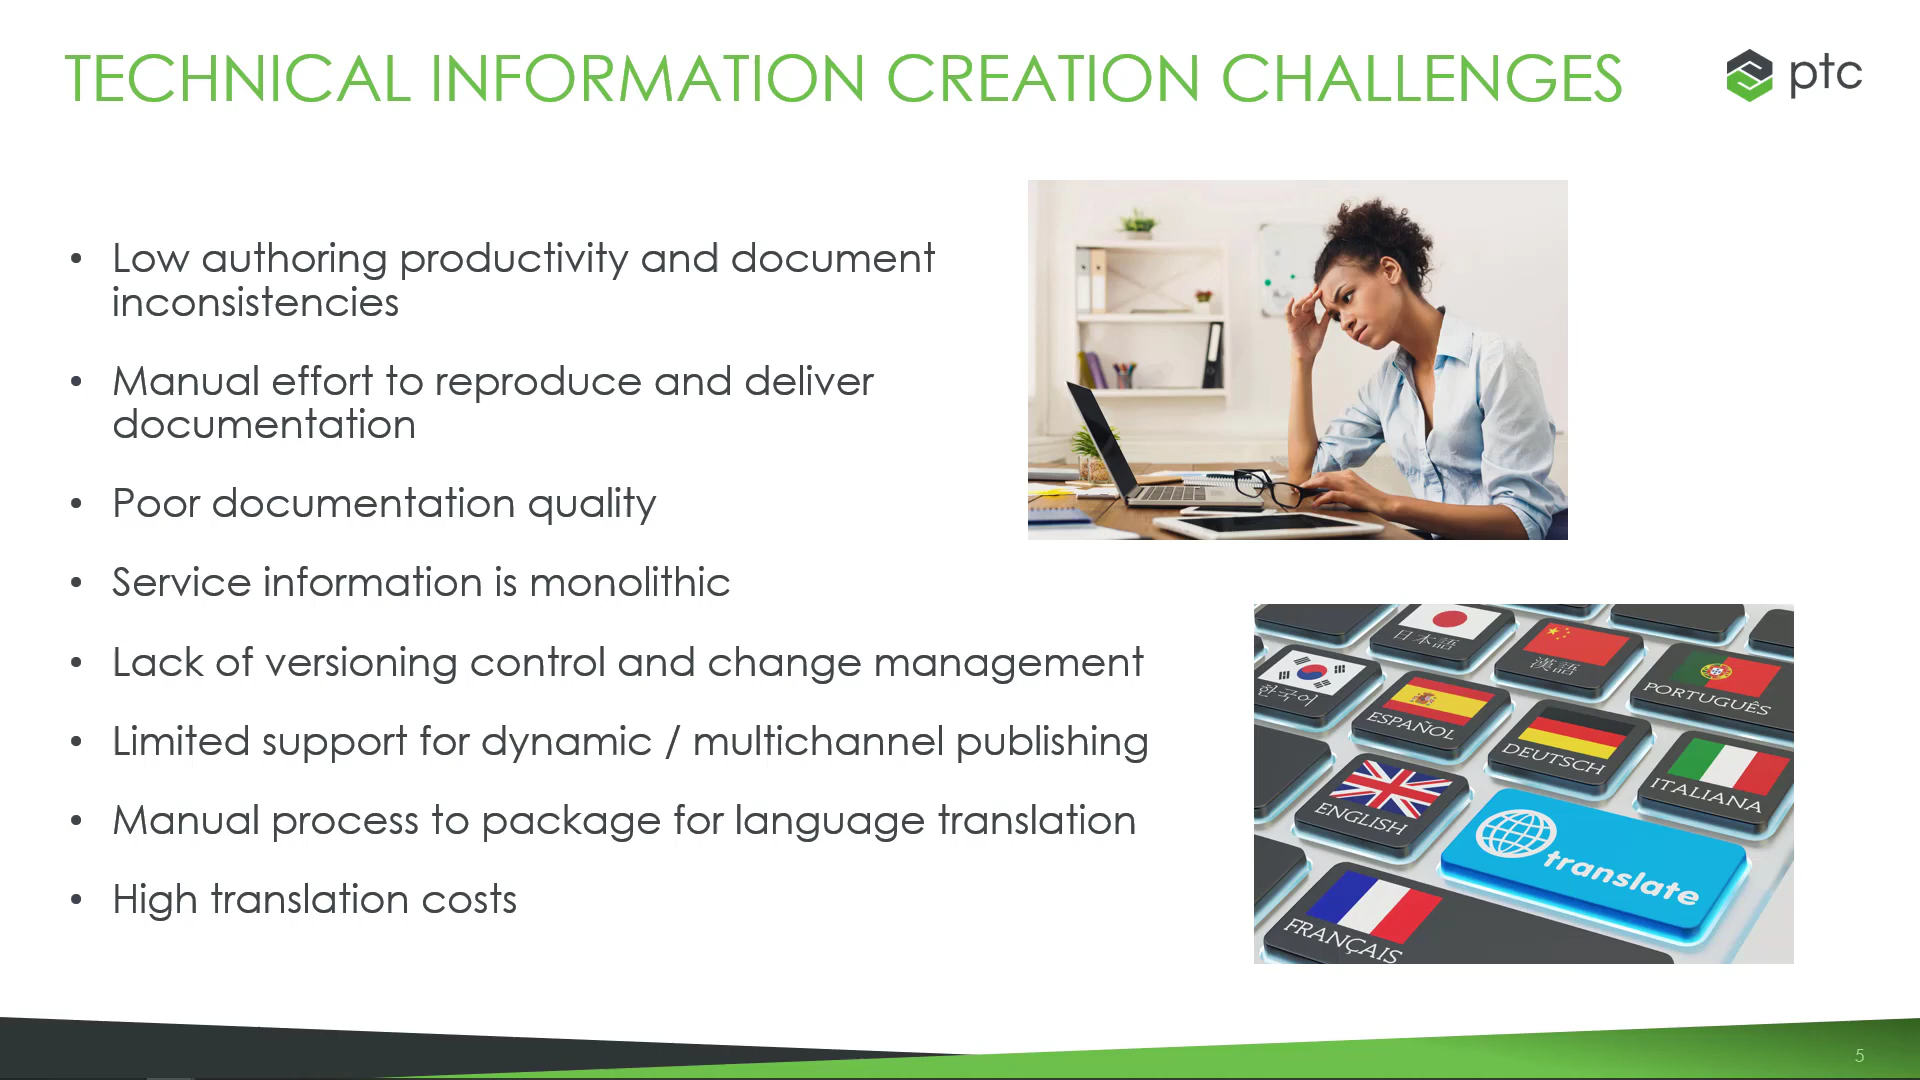 TECHNICAL INFORMATION CREATION CHALLENGES
ptc
• Low authoring productivity and document
inconsistencies
• Manual effort to reproduce and deliver
documentation
• Poor documentation quality
• Service information is monolithic
• Lack of versioning control and change management
• Limited support for dynamic / multichannel publishing
• Manual process to package for language translation
• High translation costs
日本語
漢語
PORTUGUÊS
한국어
ESPAÑOL
DEUTSCH
ITALIANA
ENGLISH
translate
FRANÇAIS
5